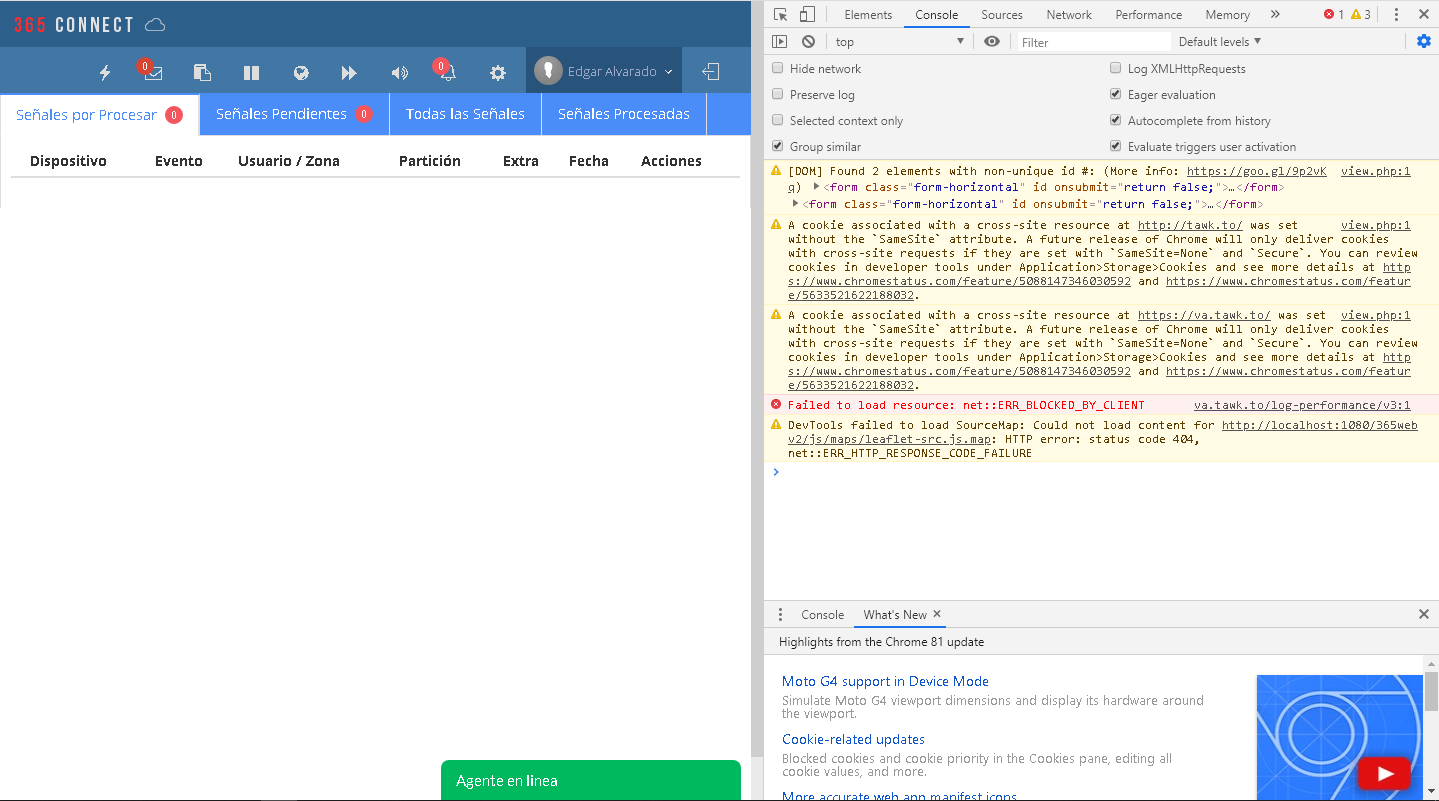 365 CONNECT
0
0
Edgar Alvarado
Señales por Procesar 0
Señales Pendientes 0
Todas las Señales
Señales Procesadas
Dispositivo Evento Usuario / Zona Partición Extra Fecha Acciones
Agente en linea
Elements Console Sources Network Performance Memory » 1 3
top Filter Default levels
Hide network
Log XMLHttpRequests
Preserve log
Eager evaluation
Selected context only
Autocomplete from history
Group similar
Evaluate triggers user activation
[DOM] Found 2 elements with non-unique id #: (More info: https://goo.gl/9p2vK view.php:1
q) <form class="form-horizontal" id onsubmit="return false;">…</form>
<form class="form-horizontal" id onsubmit="return false;">…</form>
A cookie associated with a cross-site resource at http://tawk.to/ was set view.php:1
without the `SameSite` attribute. A future release of Chrome will only deliver cookies
with cross-site requests if they are set with `SameSite=None` and `Secure`. You can review
cookies in developer tools under Application>Storage>Cookies and see more details at http
s://www.chromestatus.com/feature/5088147346030592 and https://www.chromestatus.com/featur
e/5633521622188032.
A cookie associated with a cross-site resource at https://va.tawk.to/ was set view.php:1
without the `SameSite` attribute. A future release of Chrome will only deliver cookies
with cross-site requests if they are set with `SameSite=None` and `Secure`. You can review
cookies in developer tools under Application>Storage>Cookies and see more details at http
s://www.chromestatus.com/feature/5088147346030592 and https://www.chromestatus.com/featur
e/5633521622188032.
Failed to load resource: net::ERR_BLOCKED_BY_CLIENT va.tawk.to/log-performance/v3:1
DevTools failed to load SourceMap: Could not load content for http://localhost:1080/365web
v2/js/maps/leaflet-src.js.map: HTTP error: status code 404,
net::ERR_HTTP_RESPONSE_CODE_FAILURE
Console What's New
Highlights from the Chrome 81 update
Moto G4 support in Device Mode
Simulate Moto G4 viewport dimensions and display its hardware around
the viewport.
Cookie-related updates
Blocked cookies and cookie priority in the Cookies pane, editing all
cookie values, and more.
More accurate web app manifest icons